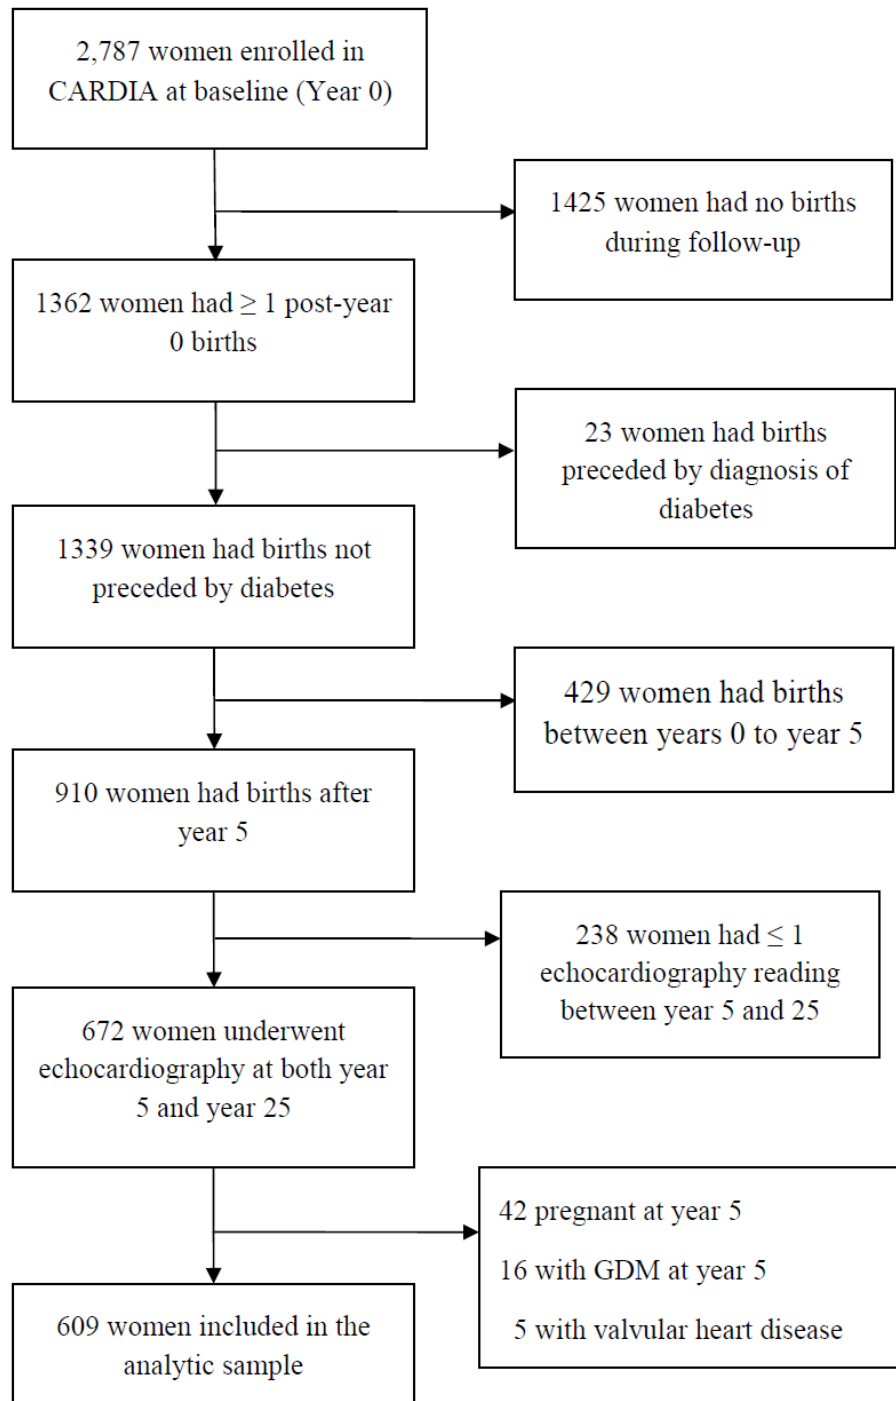 2,787 women enrolled in
CARDIA at baseline (Year 0)
1425 women had no births
during follow-up
1362 women had ≥ 1 post-year
0 births
23 women had births
preceded by diagnosis of
diabetes
1339 women had births not
preceded by diabetes
429 women had births
between years 0 to year 5
910 women had births after
year 5
238 women had ≤ 1
echocardiography reading
between year 5 and 25
672 women underwent
echocardiography at both year
5 and year 25
42 pregnant at year 5
16 with GDM at year 5
5 with valvular heart disease
609 women included in the
analytic sample